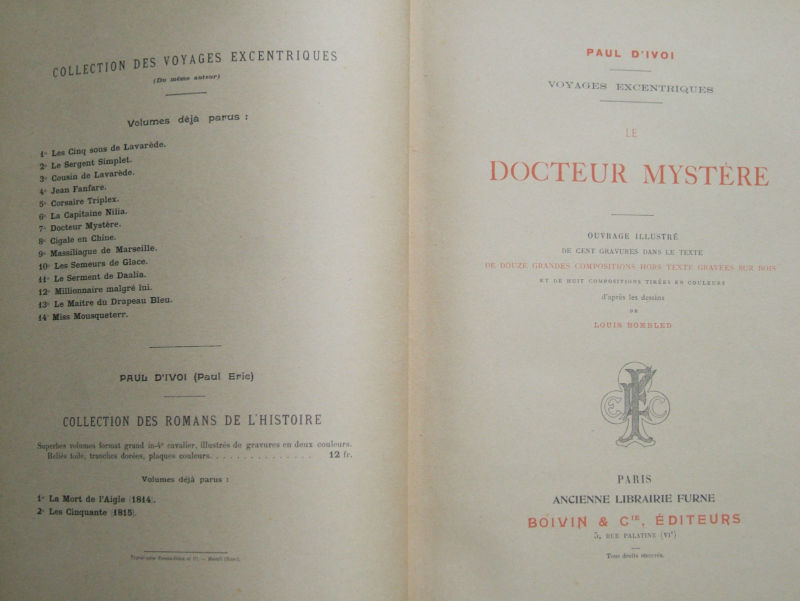 COLLECTION DES VOYAGES EXCENTRIQUES
(Du même auteur)
Volumes déjà parus :
1° Les Cinq sous de Lavarède.
2° Le Sergent Simplet.
3° Cousin de Lavarède.
4° Jean Fanfare.
5° Corsaire Triplex.
6° La Capitaine Nilia.
7° Docteur Mystère.
8° Cigale en Chine.
9° Massiliague de Marseille.
10° Les Semeurs de Glace.
11° Le Serment de Daalia.
12° Millionnaire malgré lui.
13° Le Maître du Drapeau Bleu.
14° Miss Mousqueterr.
PAUL D'IVOI (Paul Eric)
COLLECTION DES ROMANS DE L'HISTOIRE
Superbes volumes format grand in-4° cavalier, illustrés de gravures en deux couleurs.
Reliés toile, tranches dorées, plaques couleurs. . . . . . . . . . . . . . 12 fr.
Volumes déjà parus :
1° La Mort de l'Aigle (1814).
2° Les Cinquante (1815).
PAUL D'IVOI
VOYAGES EXCENTRIQUES
LE
DOCTEUR MYSTÈRE
OUVRAGE ILLUSTRÉ
DE CENT GRAVURES DANS LE TEXTE
DE DOUZE GRANDES COMPOSITIONS HORS TEXTE GRAVÉES SUR BOIS
ET DE HUIT COMPOSITIONS TIRÉES EN COULEURS
d'après les dessins
DE
LOUIS BOMBLED
PARIS
ANCIENNE LIBRAIRIE FURNE
BOIVIN & Cie, ÉDITEURS
5, RUE PALATINE (VIe)
Tous droits réservés.